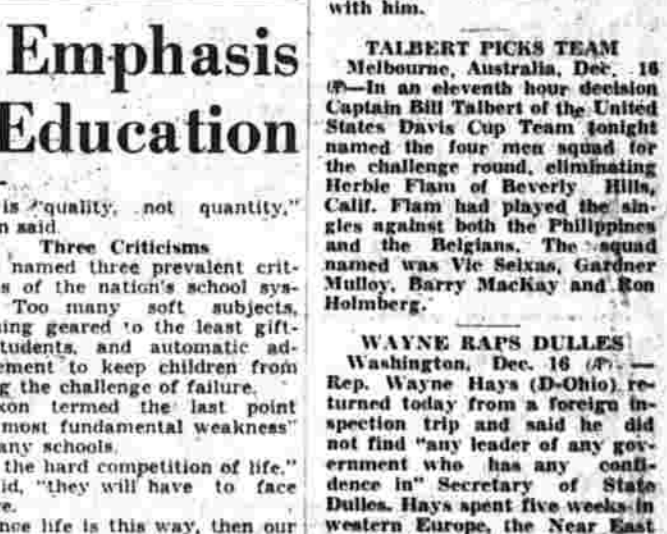 Emphasis
Education
is "quality, not quantity,"
said.
Three Criticisms
named three prevalent crit-
s of the nation's school sys-
Too many soft subjects,
ing geared to the least gift-
tudents, and automatic ad-
ement to keep children from
g the challenge of failure.
xon termed the last point
most fundamental weakness"
any schools.
the hard competition of life,"
id, "they will have to face
e.
nce life is this way, then our
with him.
TALBERT PICKS TEAM
Melbourne, Australia, Dec. 16
(AP)—In an eleventh hour decision
Captain Bill Talbert of the United
States Davis Cup Team tonight
named the four men squad for
the challenge round, eliminating
Herbie Flam of Beverly Hills,
Calif. Flam had played the sin-
gles against both the Philippines
and the Belgians. The squad
named was Vic Seixas, Gardner
Mulloy, Barry MacKay and Ron
Holmberg.
WAYNE RAPS DULLES
Washington, Dec. 16 (AP) —
Rep. Wayne Hays (D-Ohio) re-
turned today from a foreign in-
spection trip and said he did
not find "any leader of any gov-
ernment who has any confi-
dence in" Secretary of State
Dulles. Hays spent five weeks in
western Europe, the Near East